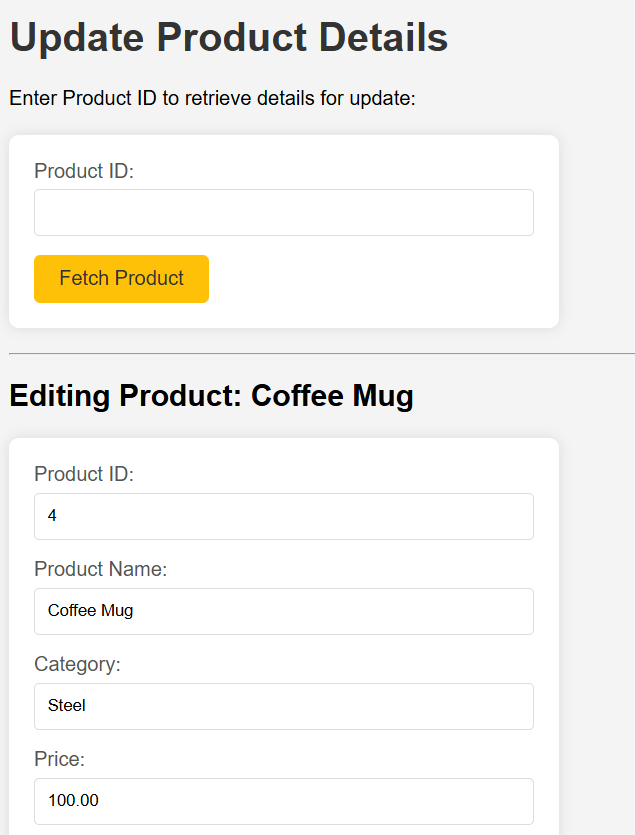 Update Product Details
Enter Product ID to retrieve details for update:
Product ID:
Fetch Product
Editing Product: Coffee Mug
Product ID:
4
Product Name:
Coffee Mug
Category:
Steel
Price:
100.00